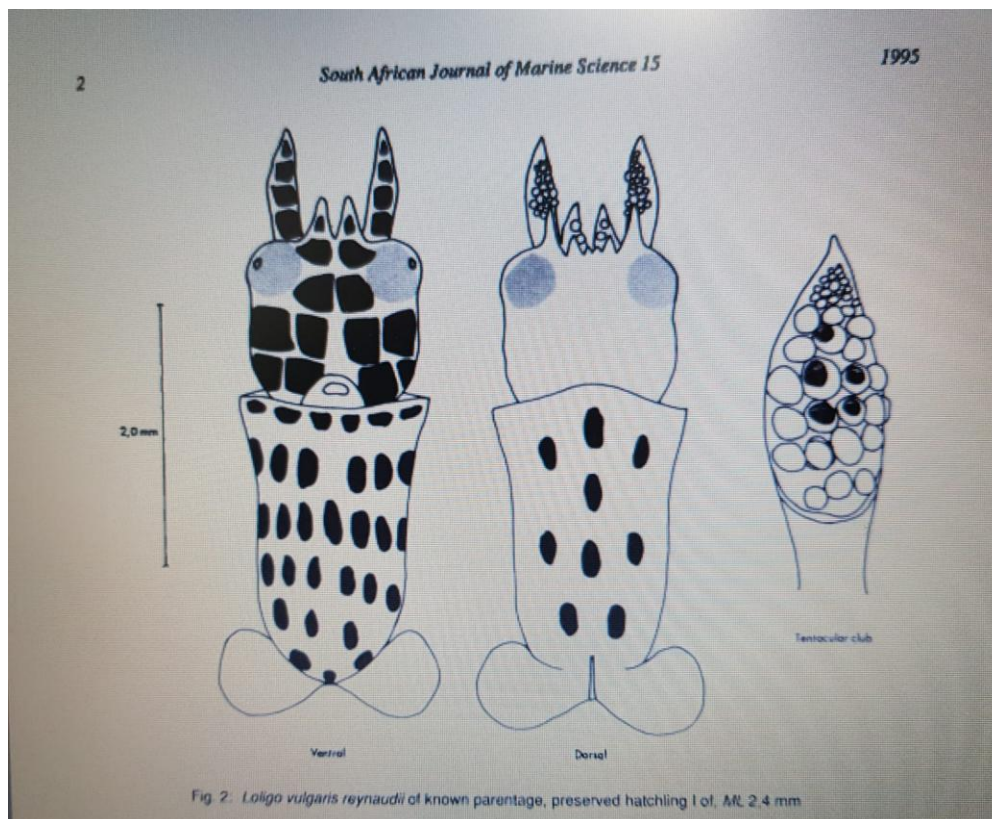 2
South African Journal of Marine Science 15
1995
2,0 mm
Tentacular club
Ventral
Dorsal
Fig. 2: Loligo vulgaris reynaudii of known parentage, preserved hatchling I of, ML 2,4 mm